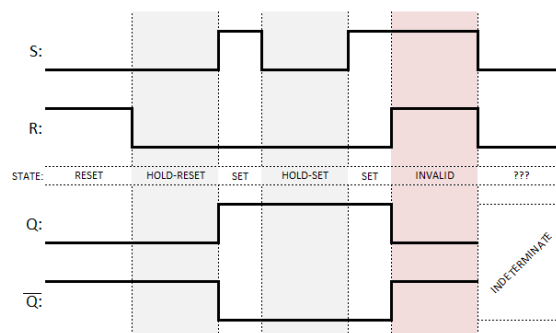 S:
R:
STATE: RESET HOLD-RESET SET HOLD-SET SET INVALID ???
Q:
Q̅:
INDETERMINATE